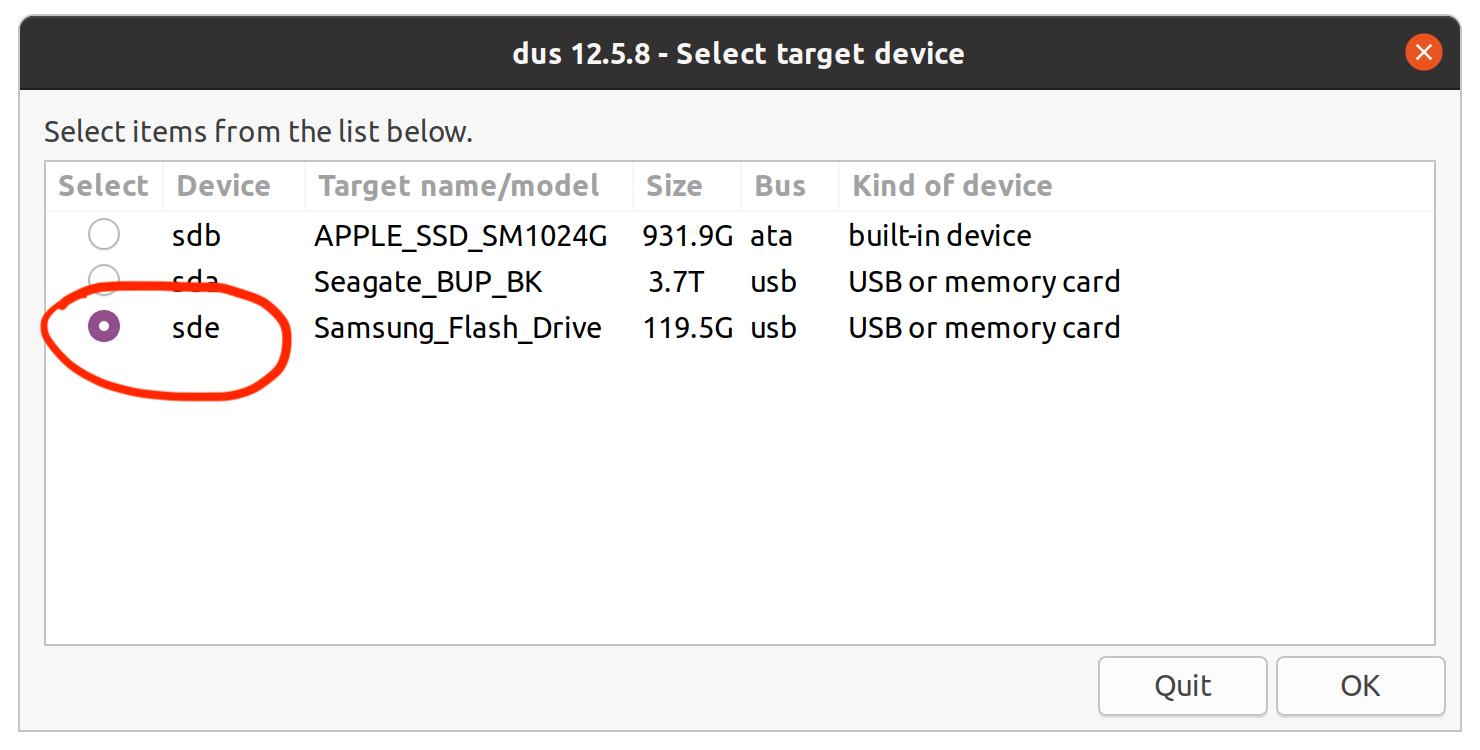 dus 12.5.8 - Select target device
Select items from the list below.
Select Device Target name/model Size Bus Kind of device
sdb APPLE_SSD_SM1024G 931.9G ata built-in device
sda Seagate_BUP_BK 3.7T usb USB or memory card
sde Samsung_Flash_Drive 119.5G usb USB or memory card
Quit OK